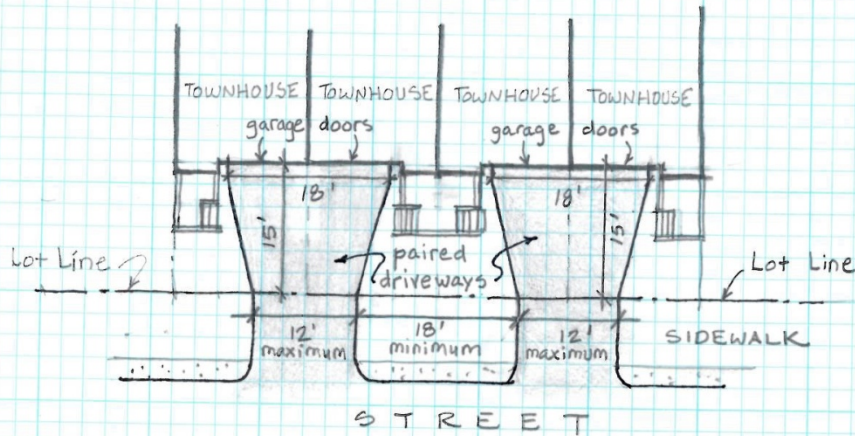 TOWNHOUSE TOWNHOUSE TOWNHOUSE TOWNHOUSE
garage doors garage doors
18' 18'
15' 15'
paired
driveways
Lot Line Lot Line
12' 18' 12'
maximum minimum maximum
SIDEWALK
STREET